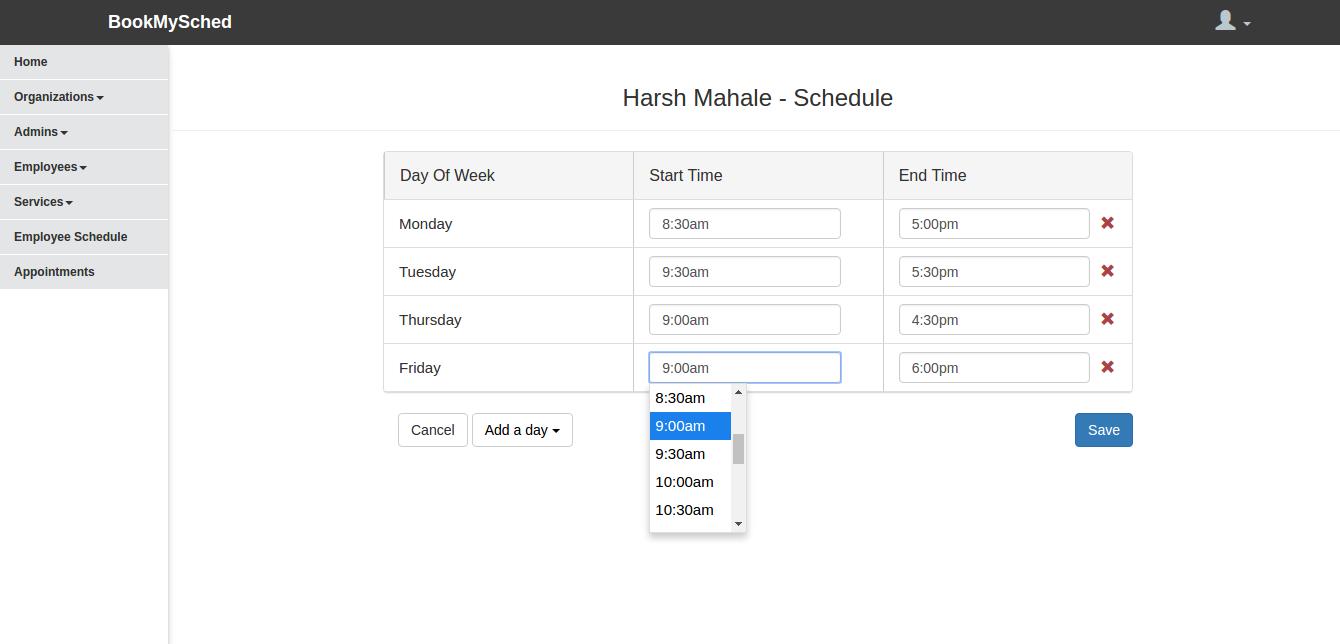 BookMySched
Home
Organizations
Admins
Employees
Services
Employee Schedule
Appointments
Harsh Mahale - Schedule
Day Of Week Start Time End Time
Monday 8:30am 5:00pm
Tuesday 9:30am 5:30pm
Thursday 9:00am 4:30pm
Friday 9:00am 6:00pm
8:30am
9:00am
9:30am
10:00am
10:30am
Cancel Add a day Save